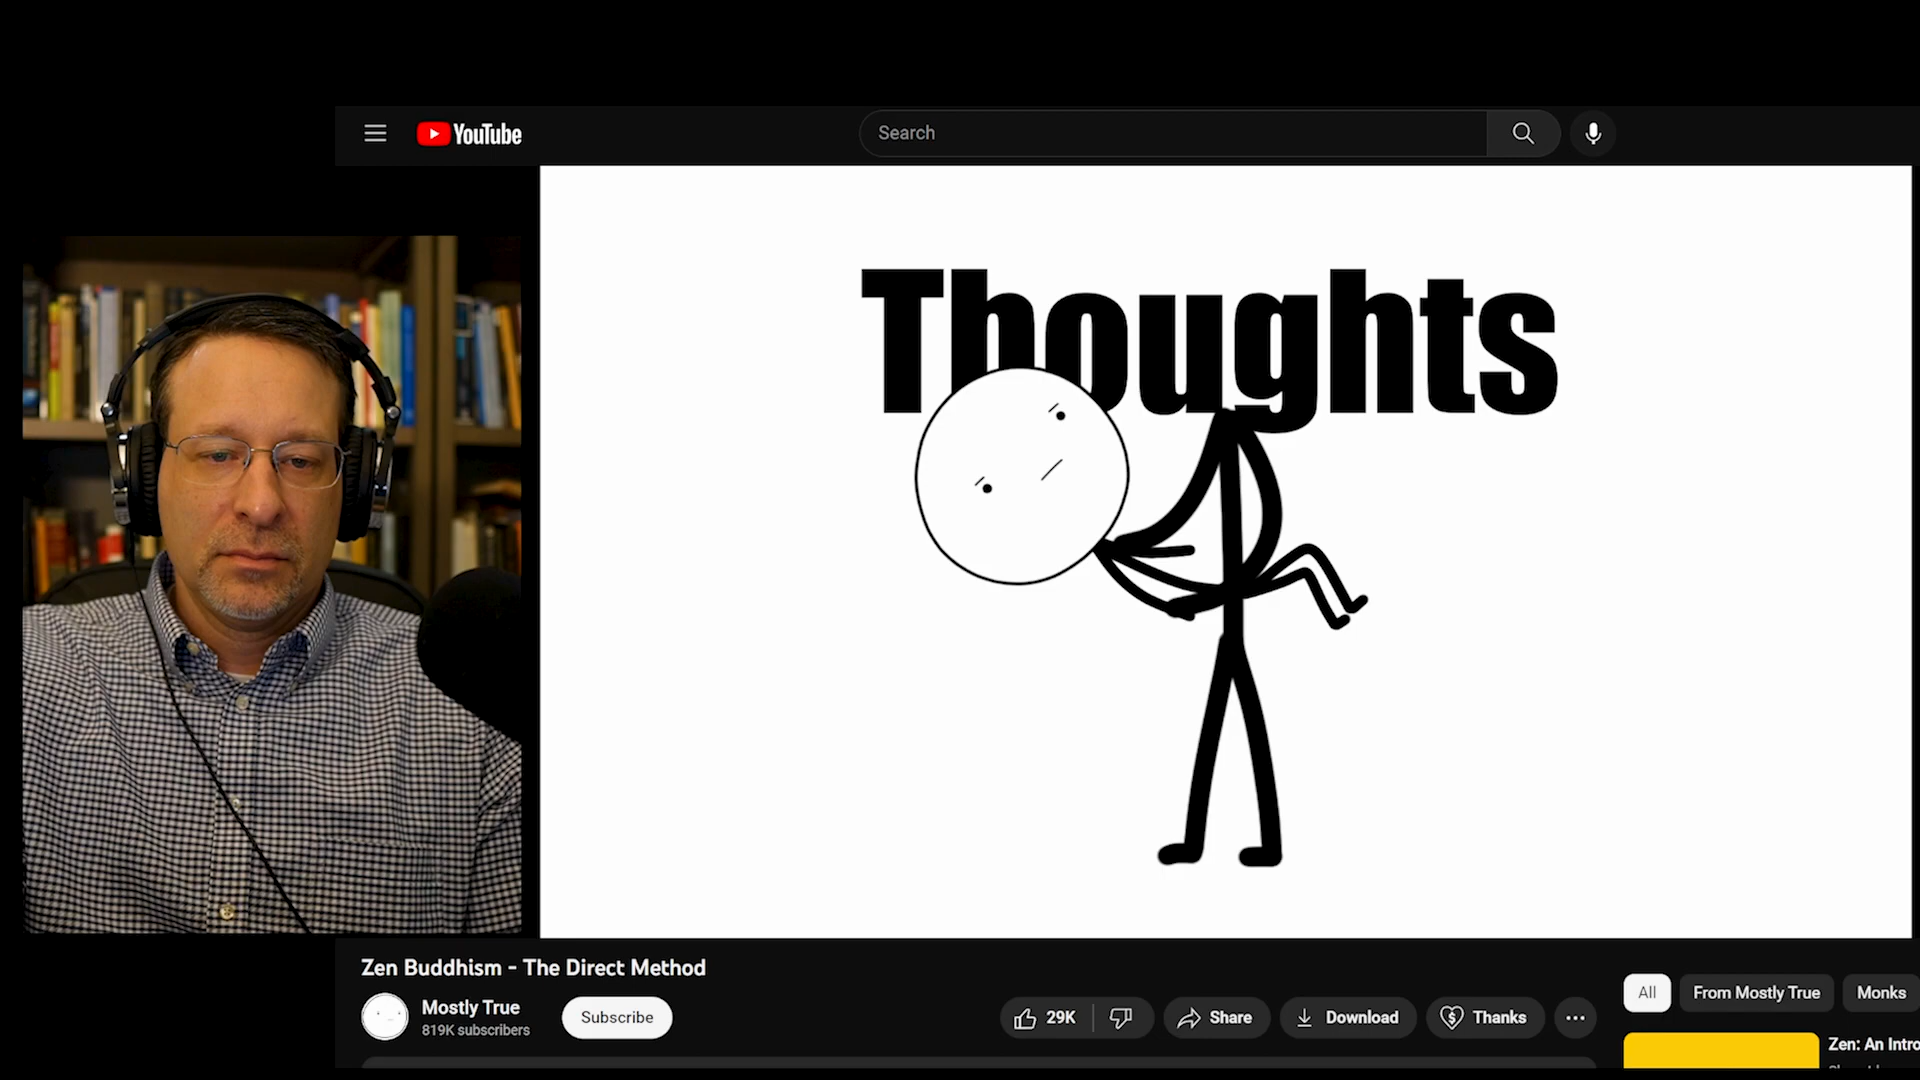 YouTube
Search
Thoughts
Zen Buddhism - The Direct Method
Mostly True
819K subscribers
Subscribe
29K
Share
Download
Thanks
All
From Mostly True
Monks
Zen: An Intro